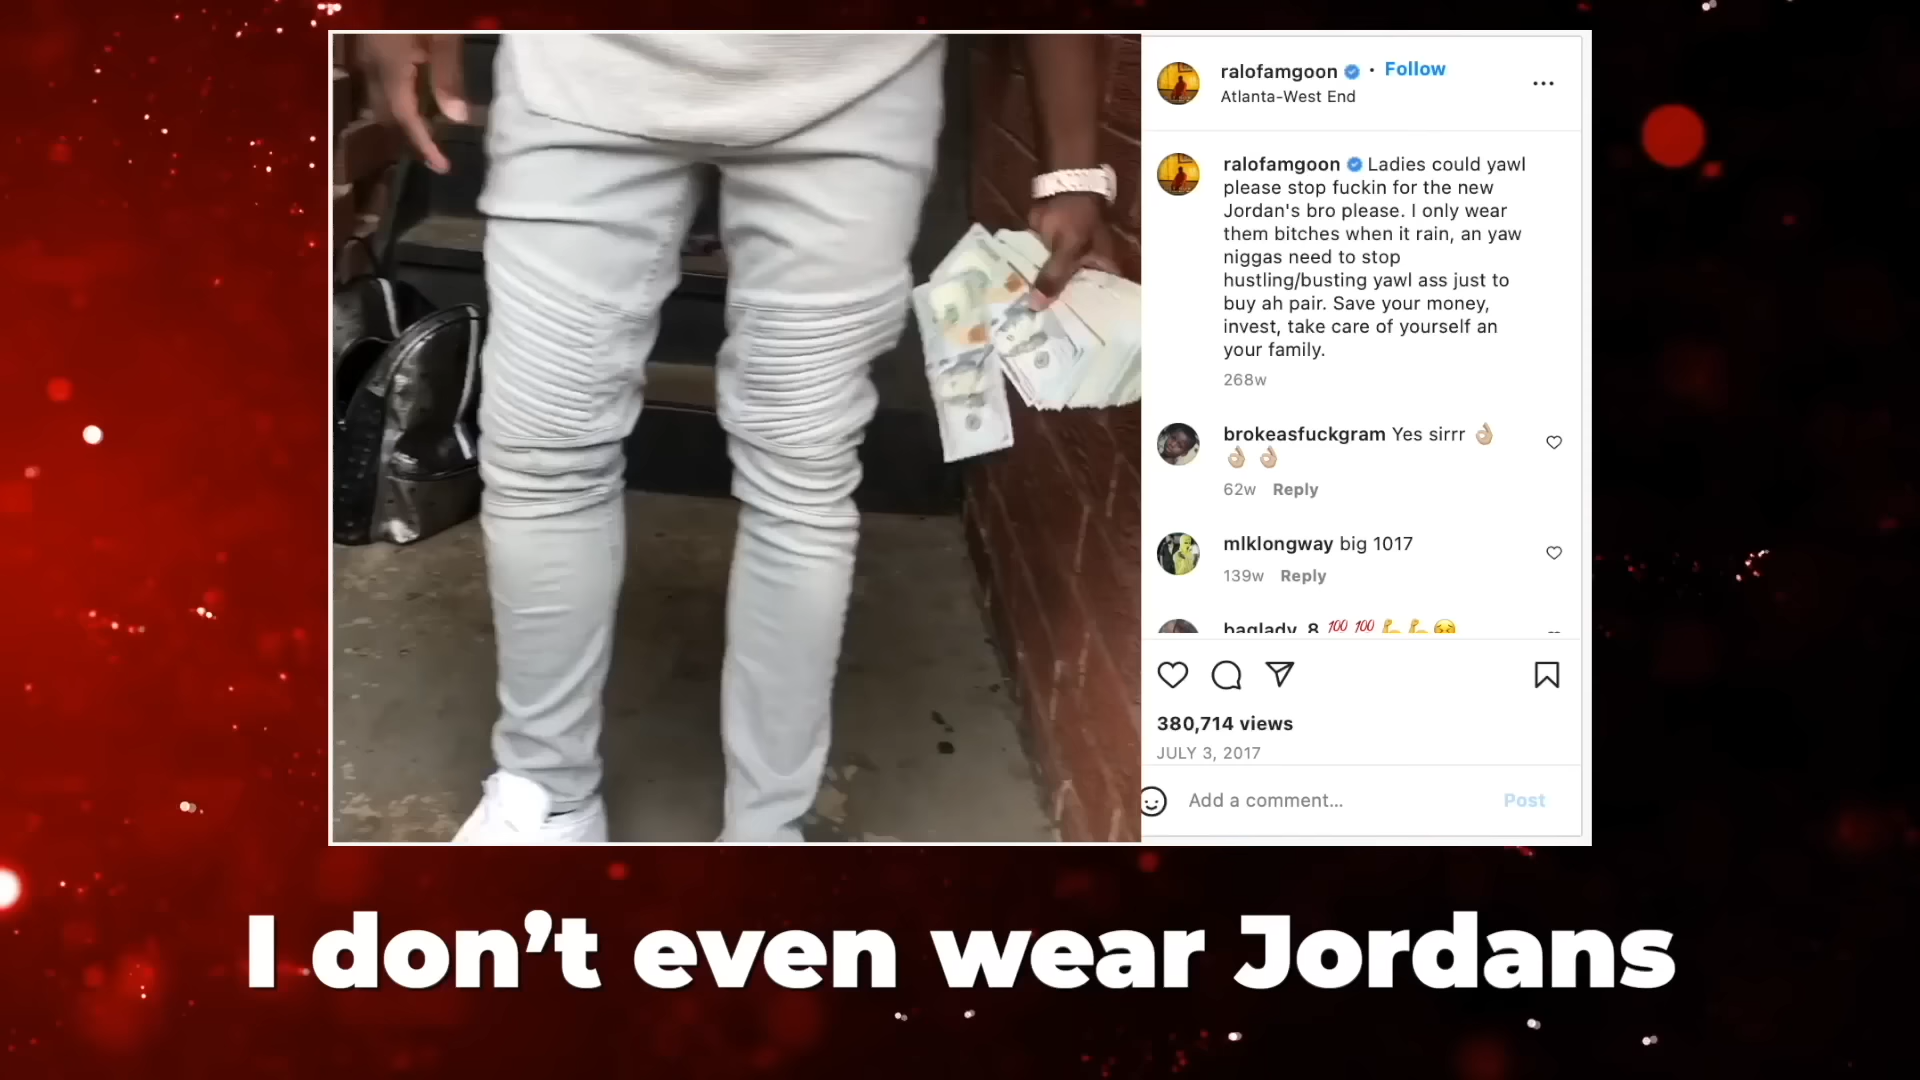 ralofamgoon • Follow
Atlanta-West End
ralofamgoon Ladies could yawl
please stop fuckin for the new
Jordan's bro please. I only wear
them bitches when it rain, an yaw
niggas need to stop
hustling/busting yawl ass just to
buy ah pair. Save your money,
invest, take care of yourself an
your family.
268w
brokeasfuckgram Yes sirrr 👌🏼
👌🏼 👌🏼
62w Reply
mlklongway big 1017
139w Reply
baglady_8 💯 💯 💪 💪 😣
380,714 views
JULY 3, 2017
Add a comment... Post
I don't even wear Jordans